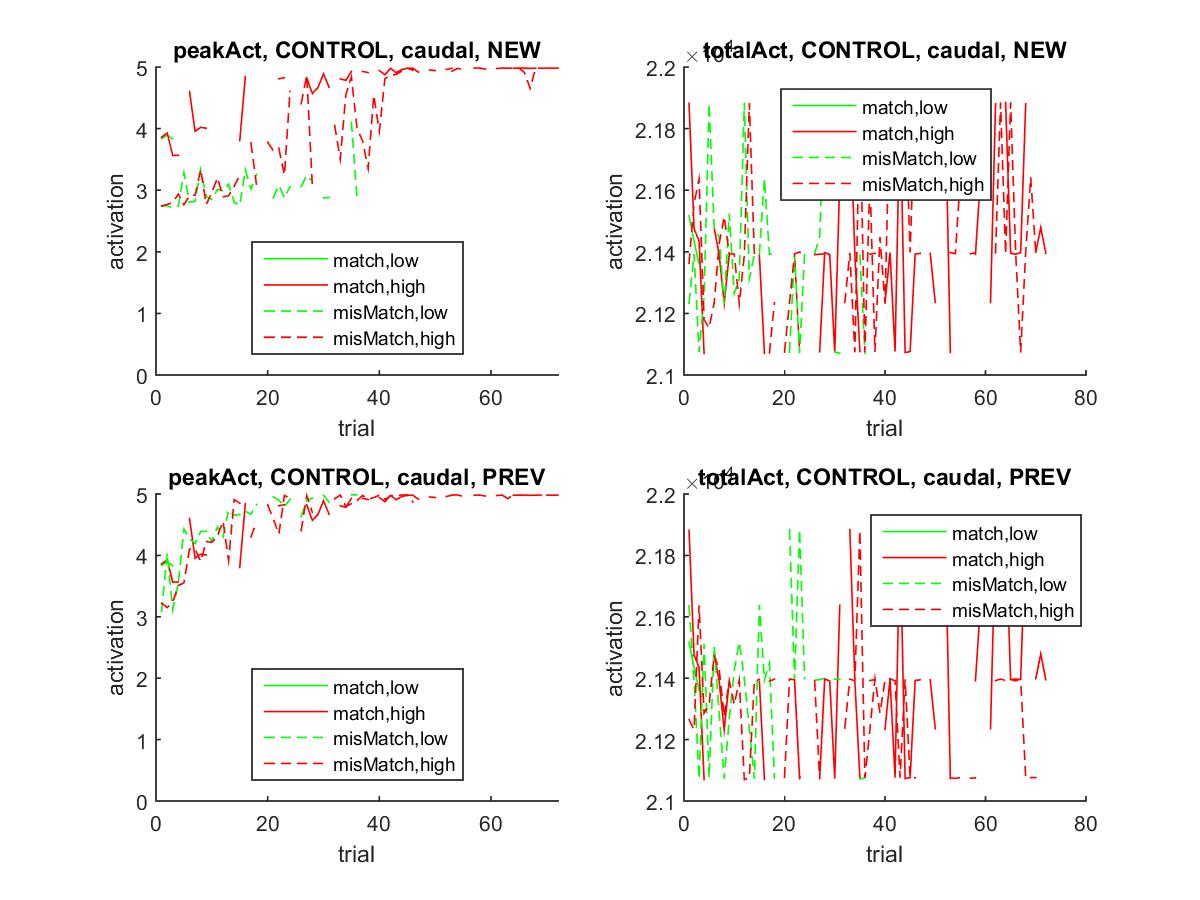 peakAct, CONTROL, caudal, NEW
5
4
3
2
1
0
activation
0 20 40 60
trial
match,low
match,high
misMatch,low
misMatch,high
totalAct, CONTROL, caudal, NEW
2.2
2.18
2.16
2.14
2.12
2.1
activation
0 20 40 60 80
trial
match,low
match,high
misMatch,low
misMatch,high
peakAct, CONTROL, caudal, PREV
5
4
3
2
1
0
activation
0 20 40 60
trial
match,low
match,high
misMatch,low
misMatch,high
totalAct, CONTROL, caudal, PREV
2.2
2.18
2.16
2.14
2.12
2.1
activation
0 20 40 60 80
trial
match,low
match,high
misMatch,low
misMatch,high